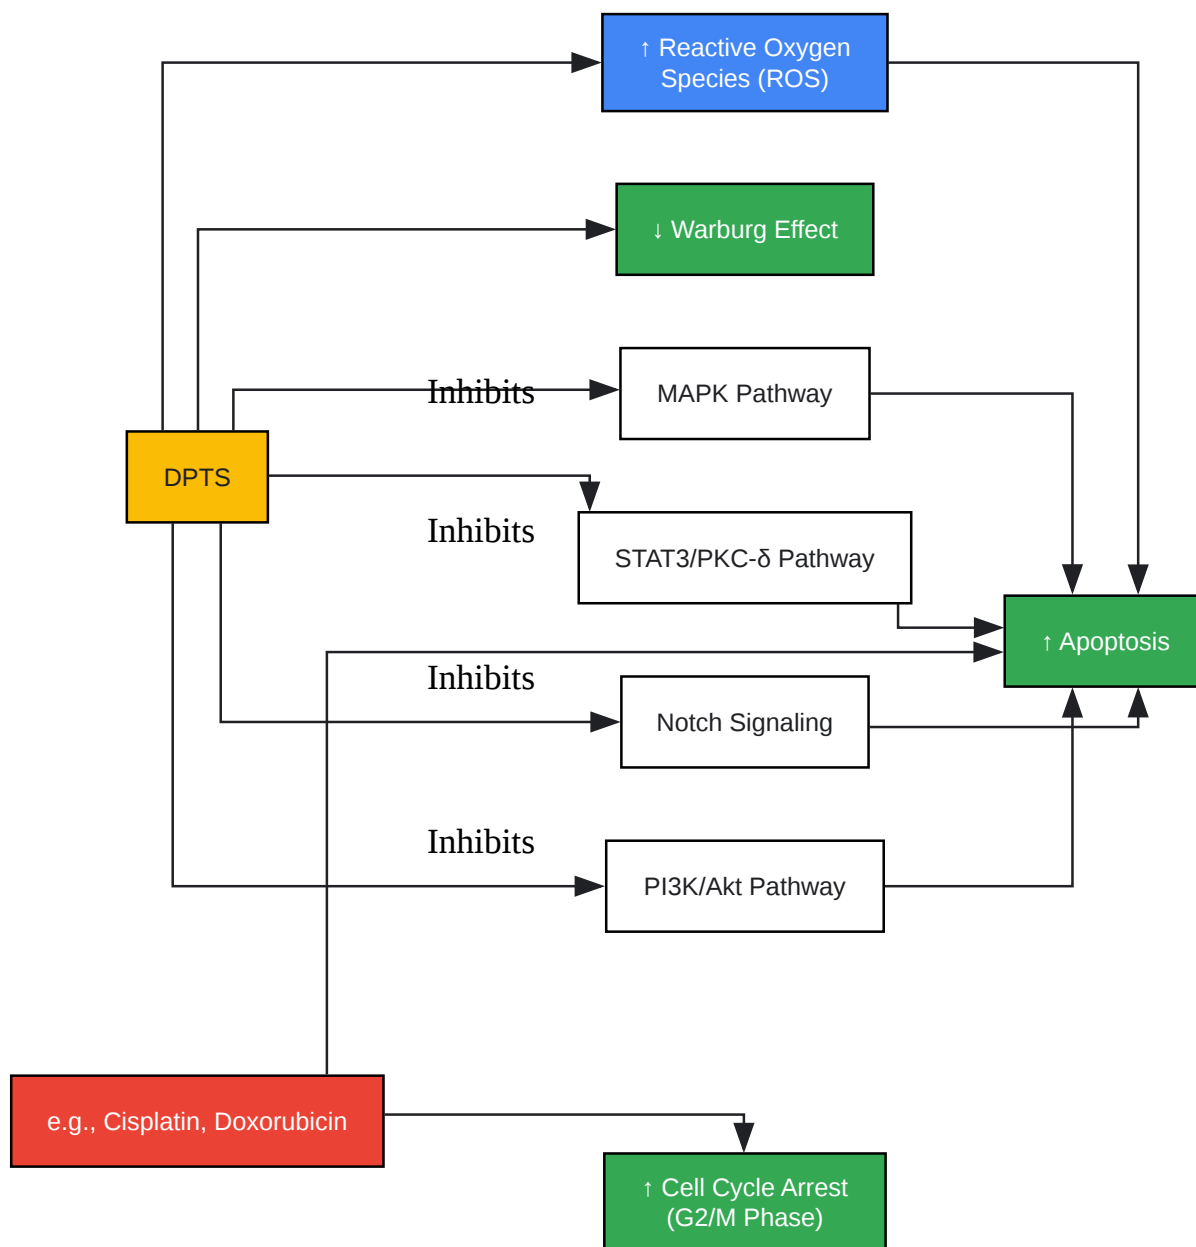 ↑ Reactive Oxygen
Species (ROS)
↓ Warburg Effect
Inhibits
MAPK Pathway
DPTS
Inhibits
STAT3/PKC-δ Pathway
↑ Apoptosis
Inhibits
Notch Signaling
Inhibits
PI3K/Akt Pathway
e.g., Cisplatin, Doxorubicin
↑ Cell Cycle Arrest
(G2/M Phase)